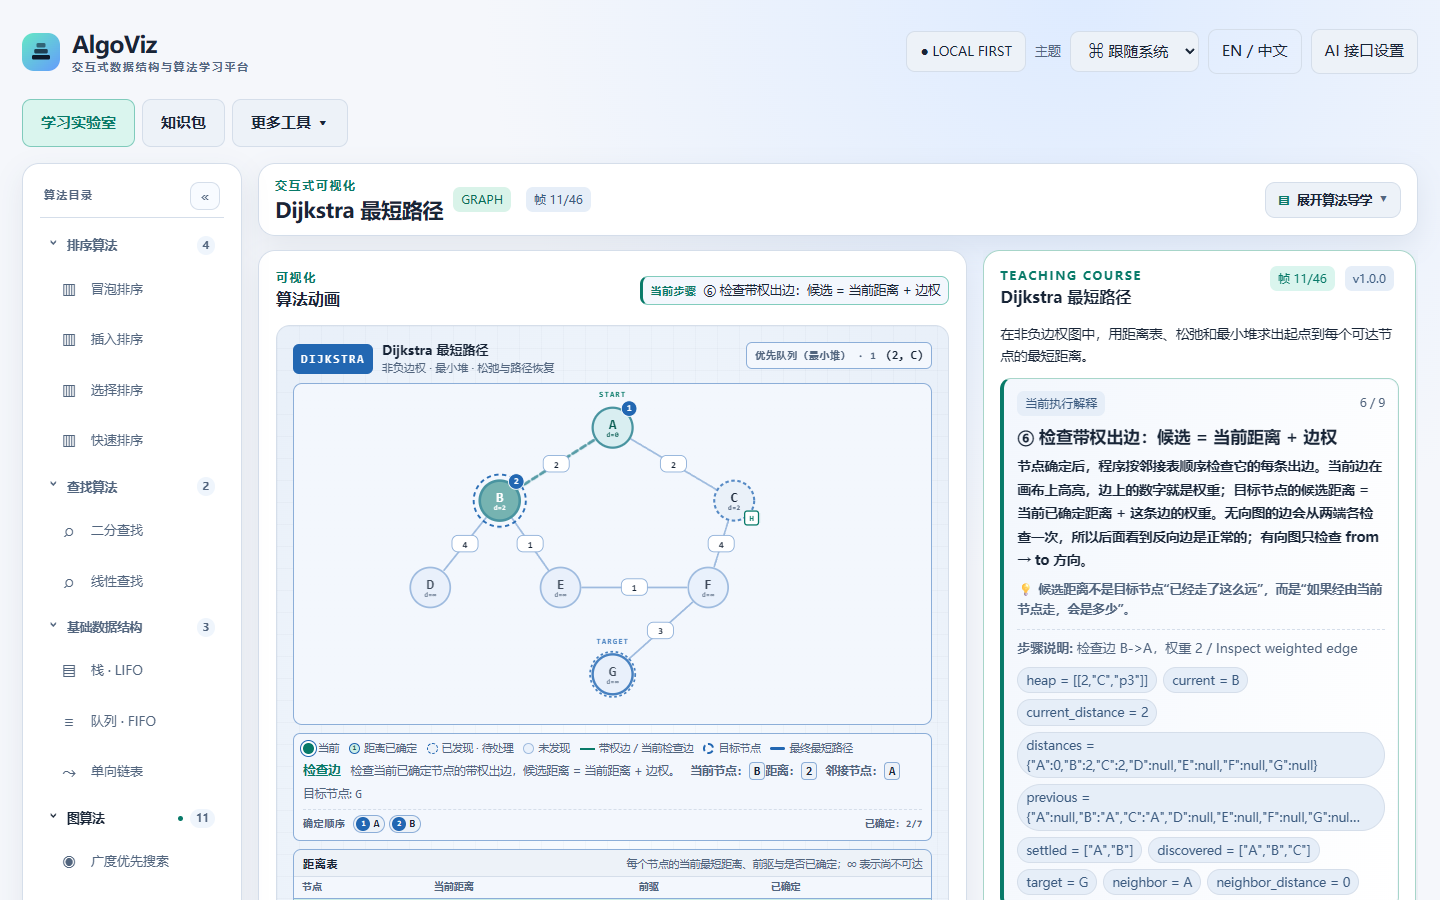 AlgoViz
交互式数据结构与算法学习平台
● LOCAL FIRST
主题
⌘ 跟随系统
EN / 中文
AI 接口设置
学习实验室
知识包
更多工具 ▼
算法目录
«
排序算法 4
冒泡排序
插入排序
选择排序
快速排序
查找算法 2
二分查找
线性查找
基础数据结构 3
栈 · LIFO
队列 · FIFO
单向链表
图算法 11
广度优先搜索
交互式可视化
Dijkstra 最短路径
GRAPH
帧 11/46
展开算法导学 ▼
可视化
算法动画
当前步骤 ⑥ 检查带权出边：候选 = 当前距离 + 边权
DIJKSTRA
Dijkstra 最短路径
非负边权 · 最小堆 · 松弛与路径恢复
优先队列（最小堆） · 1 (2, C)
START
1
A
d=0
2
2
2
B
d=2
C
d=2
H
4
1
4
D
d=∞
E
d=∞
1
F
d=∞
3
TARGET
G
d=∞
当前
1 距离已确定
已发现 · 待处理
未发现
带权边 / 当前检查边
目标节点
最终最短路径
检查边 检查当前已确定节点的带权出边，候选距离 = 当前距离 + 边权。 当前节点: B 距离: 2 邻接节点: A
目标节点: G
确定顺序 1 A 2 B
已确定: 2/7
距离表
每个节点的当前最短距离、前驱与是否已确定；∞ 表示尚不可达
节点 当前距离 前驱 已确定
TEACHING COURSE
Dijkstra 最短路径
帧 11/46
v1.0.0
在非负边权图中，用距离表、松弛和最小堆求出起点到每个可达节
点的最短距离。
当前执行解释
6 / 9
⑥ 检查带权出边：候选 = 当前距离 + 边权
节点确定后，程序按邻接表顺序检查它的每条出边。当前边在
画布上高亮，边上的数字就是权重；目标节点的候选距离 =
当前已确定距离 + 这条边的权重。无向图的边会从两端各检
查一次，所以后面看到反向边是正常的；有向图只检查 from
→ to 方向。
💡 候选距离不是目标节点“已经走了这么远”，而是“如果经由当前
节点走，会是多少”。
步骤说明: 检查边 B->A，权重 2 / Inspect weighted edge
heap = [[2,"C","p3"]]
current = B
current_distance = 2
distances =
{"A":0,"B":2,"C":2,"D":null,"E":null,"F":null,"G":null}
previous =
{"A":null,"B":"A","C":"A","D":null,"E":null,"F":null,"G":nul...
settled = ["A","B"]
discovered = ["A","B","C"]
target = G
neighbor = A
neighbor_distance = 0